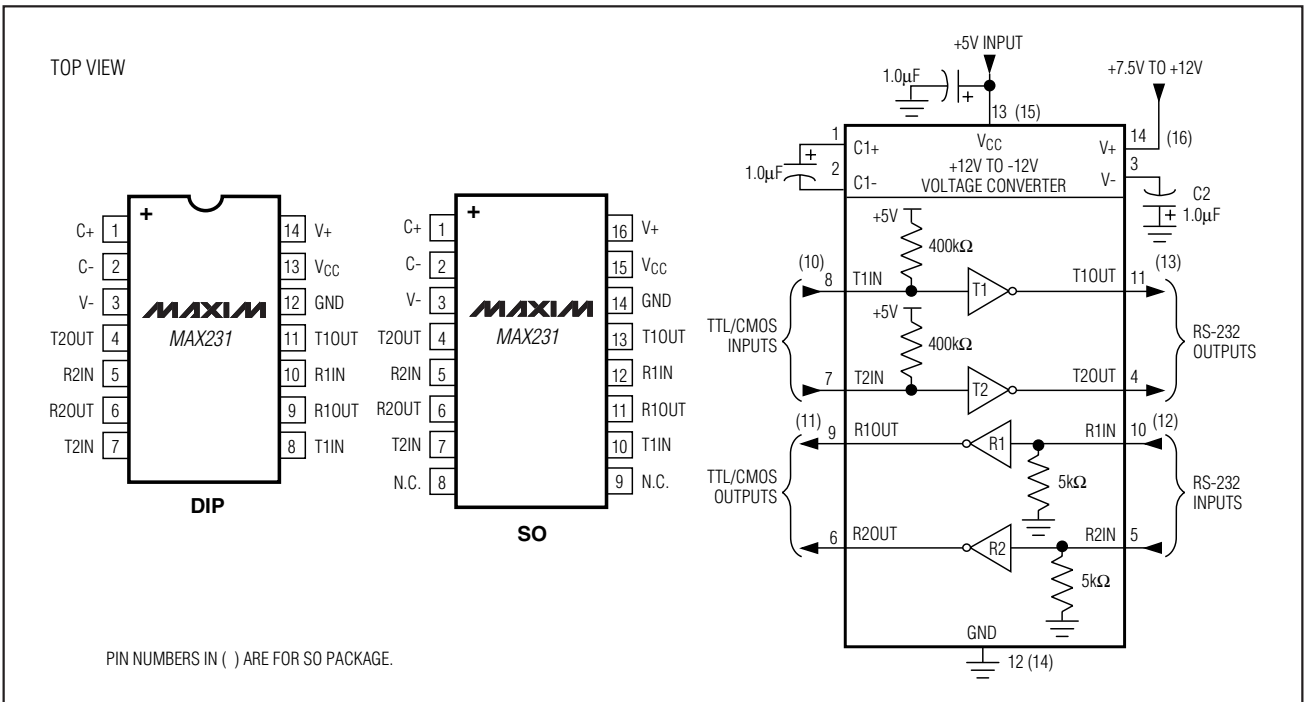 TOP VIEW
+
C+ 1
C- 2
V- 3
T2OUT 4
R2IN 5
R2OUT 6
T2IN 7
14 V+
13 VCC
12 GND
11 T1OUT
10 R1IN
9 R1OUT
8 T1IN
MAXIM
MAX231
DIP
+
C+ 1
C- 2
V- 3
T2OUT 4
R2IN 5
R2OUT 6
T2IN 7
N.C. 8
16 V+
15 VCC
14 GND
13 T1OUT
12 R1IN
11 R1OUT
10 T1IN
9 N.C.
MAXIM
MAX231
SO
PIN NUMBERS IN ( ) ARE FOR SO PACKAGE.
+5V INPUT
1.0μF
+
+7.5V TO +12V
13 (15)
VCC
1
C1+
+
1.0μF
2
C1-
+12V TO -12V
VOLTAGE CONVERTER
V+
14 (16)
V-
3
C2
+ 1.0μF
+5V
400kΩ
(10)
8 T1IN
T1
T1OUT 11
(13)
+5V
400kΩ
TTL/CMOS
INPUTS
RS-232
OUTPUTS
7 T2IN
T2
T2OUT 4
(11)
9 R1OUT
R1
R1IN 10
(12)
5kΩ
TTL/CMOS
OUTPUTS
RS-232
INPUTS
6 R2OUT
R2
R2IN 5
5kΩ
GND
12 (14)